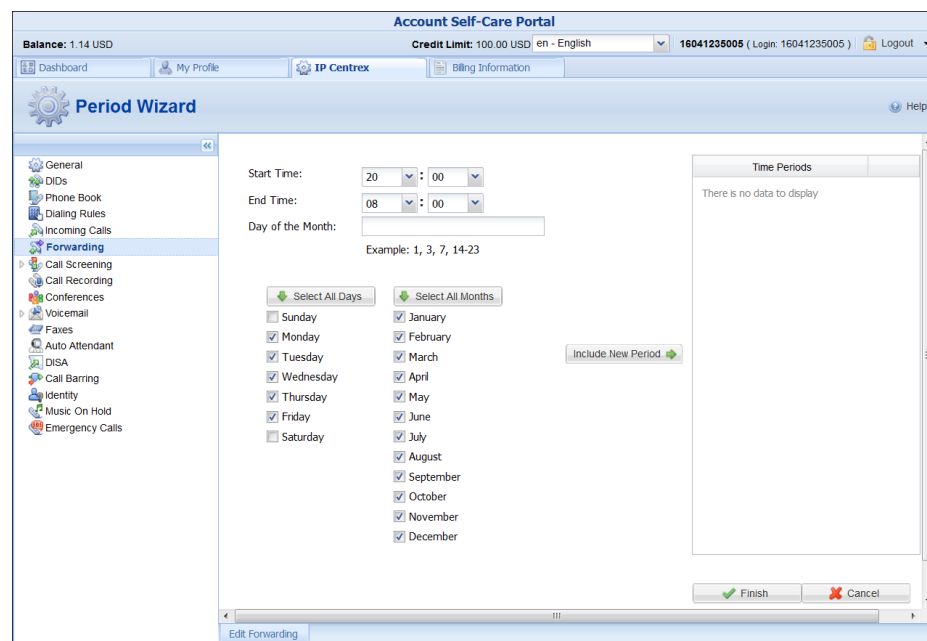 Account Self-Care Portal
Balance: 1.14 USD Credit Limit: 100.00 USD en - English 16041235005 ( Login: 16041235005 ) Logout
Dashboard My Profile IP Centrex Billing Information
Period Wizard Help
General
DIDs
Phone Book
Dialing Rules
Incoming Calls
Forwarding
Call Screening
Call Recording
Conferences
Voicemail
Faxes
Auto Attendant
DISA
Call Barring
Identity
Music On Hold
Emergency Calls
Start Time: 20 : 00
End Time: 08 : 00
Day of the Month:
Example: 1, 3, 7, 14-23
Select All Days Select All Months
Sunday January
Monday February
Tuesday March
Wednesday April
Thursday May
Friday June
Saturday July
August
September
October
November
December
Include New Period
Time Periods
There is no data to display
Finish Cancel
Edit Forwarding